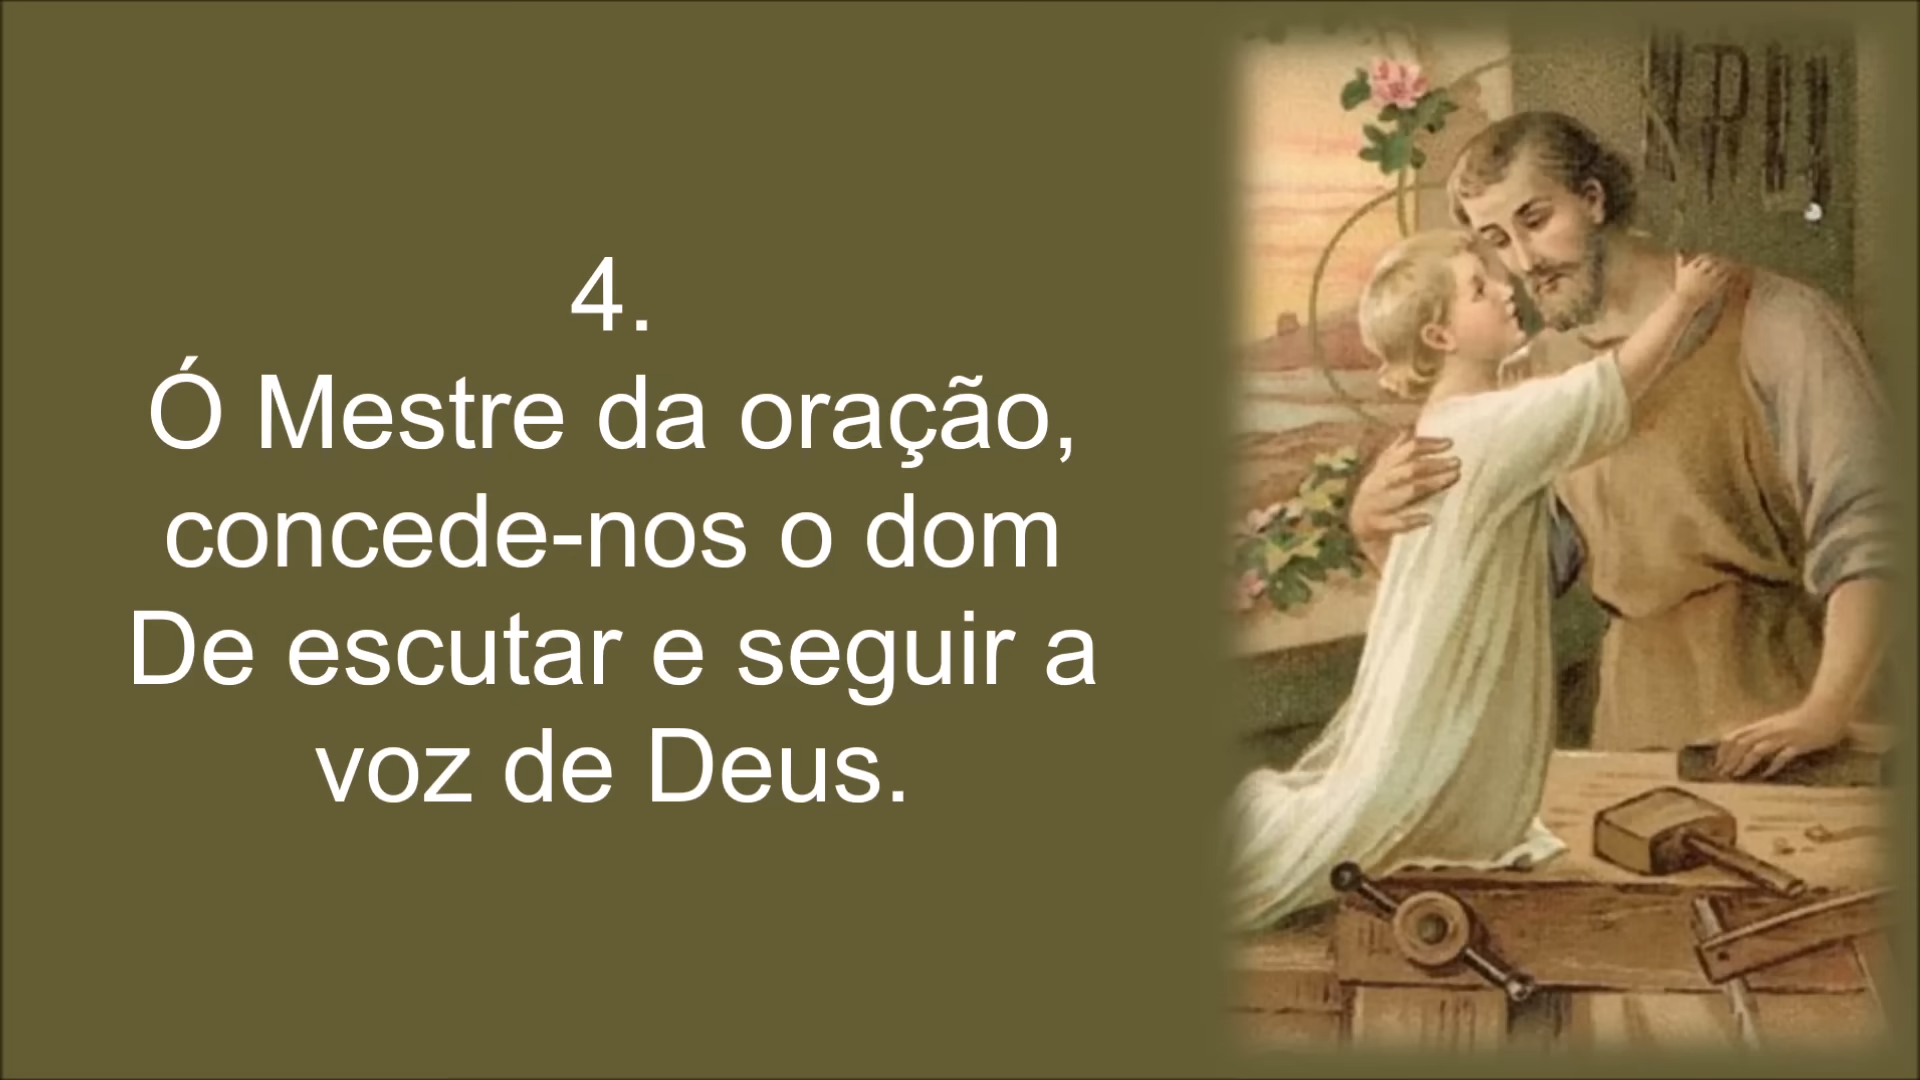 4.
Ó Mestre da oração,
concede-nos o dom
De escutar e seguir a
voz de Deus.